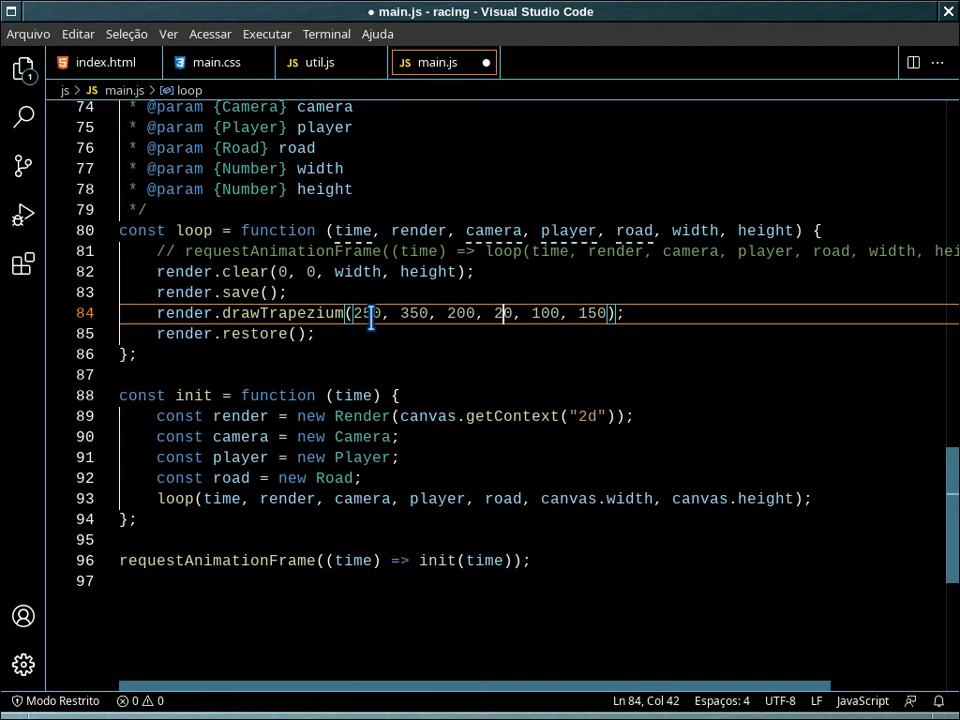 ● main.js - racing - Visual Studio Code
Arquivo Editar Seleção Ver Acessar Executar Terminal Ajuda
index.html main.css util.js main.js
js > main.js > loop
74 * @param {Camera} camera
75 * @param {Player} player
76 * @param {Road} road
77 * @param {Number} width
78 * @param {Number} height
79 */
80 const loop = function (time, render, camera, player, road, width, height) {
81 // requestAnimationFrame((time) => loop(time, render, camera, player, road, width, hei
82 render.clear(0, 0, width, height);
83 render.save();
84 render.drawTrapezium(250, 350, 200, 20, 100, 150);
85 render.restore();
86 };
87
88 const init = function (time) {
89 const render = new Render(canvas.getContext("2d"));
90 const camera = new Camera;
91 const player = new Player;
92 const road = new Road;
93 loop(time, render, camera, player, road, canvas.width, canvas.height);
94 };
95
96 requestAnimationFrame((time) => init(time));
97
1
Modo Restrito 0 0 Ln 84, Col 42 Espaços: 4 UTF-8 LF JavaScript